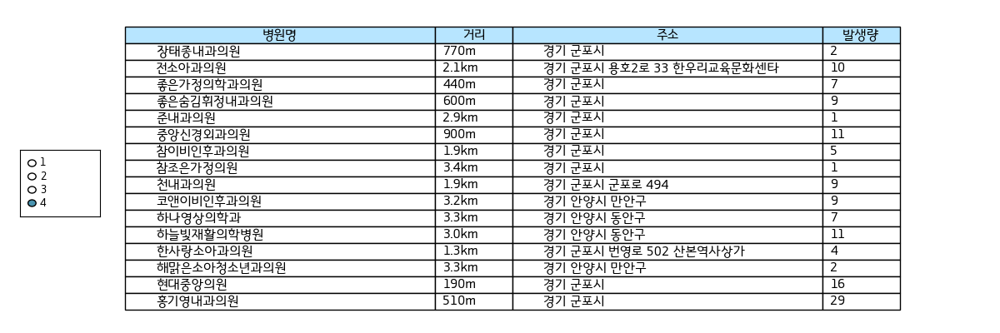 병원명 거리 주소 발생량
장태종내과의원 770m 경기 군포시 2
전소아과의원 2.1km 경기 군포시 용호2로 33 한우리교육문화센타 10
좋은가정의학과의원 440m 경기 군포시 7
좋은숨김휘정내과의원 600m 경기 군포시 9
준내과의원 2.9km 경기 군포시 1
중앙신경외과의원 900m 경기 군포시 11
참이비인후과의원 1.9km 경기 군포시 5
참조은가정의원 3.4km 경기 군포시 1
천내과의원 1.9km 경기 군포시 군포로 494 9
코앤이비인후과의원 3.2km 경기 안양시 만안구 9
하나영상의학과 3.3km 경기 안양시 동안구 7
하늘빛재활의학병원 3.0km 경기 안양시 동안구 11
한사랑소아과의원 1.3km 경기 군포시 번영로 502 산본역사상가 4
해맑은소아청소년과의원 3.3km 경기 안양시 만안구 2
현대중앙의원 190m 경기 군포시 16
홍기영내과의원 510m 경기 군포시 29
1
2
3
4